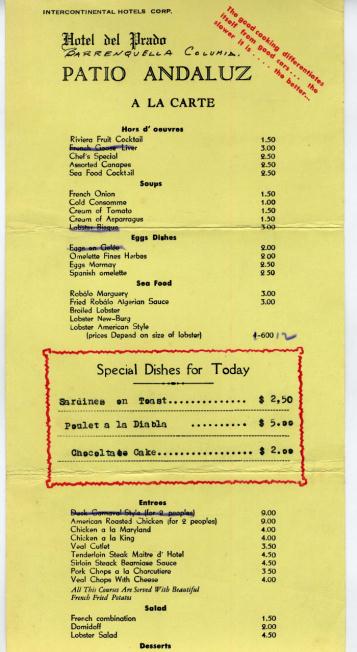 INTERCONTINENTAL HOTELS CORP.
The good cooking differentiates
itself from good cars... the
slower it is..... the
the better...
Hotel del Prado
BARRENQUELLA COLUMIA.
PATIO ANDALUZ
A LA CARTE
Hors d' oeuvres
Riviera Fruit Cocktail 1.50
French Goose Liver 3.00
Chef's Special 2.50
Assorted Canapes 2.50
Sea Food Cocktail 2.50
Soups
French Onion 1.50
Cold Consomme 1.00
Cream of Tomato 1.50
Cream of Asparragus 1.50
Lobster Bisque 3.00
Eggs Dishes
Eggs en Gelée 2.00
Omelette Fines Herbes 2.00
Eggs Mornay 2.50
Spanish omelette 2.50
Sea Food
Robálo Marguery 3.00
Fried Robálo Algerian Sauce 3.00
Broiled Lobster
Lobster New-Burg
Lobster American Style
(prices Depend on size of lobster) 4-600 12
Special Dishes for Today
Sardines on Toast.............. $ 2,50
Poulet a la Diabla ......... $ 5.00
Chocoltate Cake.......... $ 2.00
Entrees
Duck Carnaval Style (for 2 peoples) 9.00
American Roasted Chicken (for 2 peoples) 9.00
Chicken a la Maryland 4.00
Chicken a la King 4.00
Veal Cutlet 3.50
Tenderloin Steak Maitre d' Hotel 4.50
Sirloin Steack Bearniase Sauce 4.50
Pork Chops a la Charcutiere 3.50
Veal Chops With Cheese 4.00
All This Courses Are Served With Beautiful
French Fried Potatos
Salad
French combination 1.50
Damidoff 2.00
Lobster Salad 4.50
Desserts